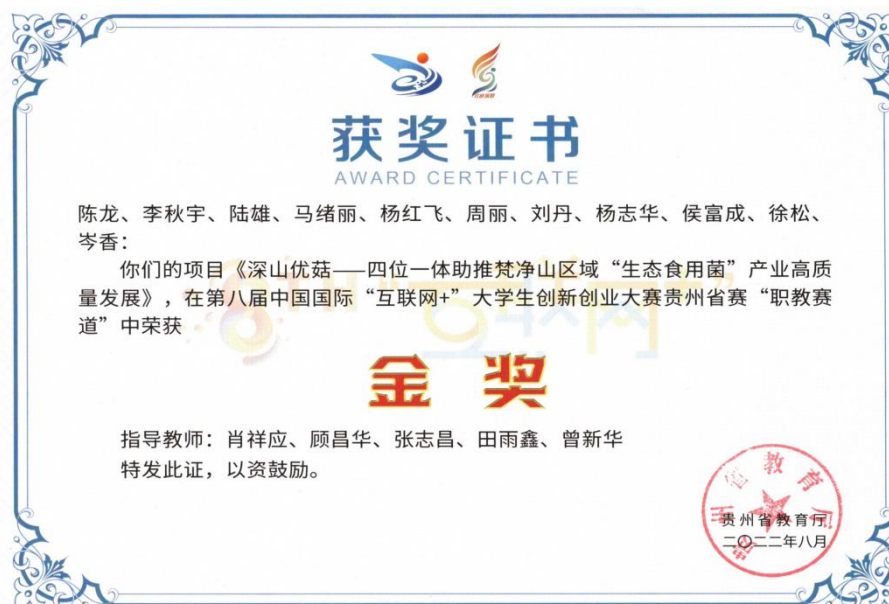 获奖证书
AWARD CERTIFICATE
陈龙、李秋宇、陆雄、马绪丽、杨红飞、周丽、刘丹、杨志华、侯富成、徐松、
岑香：
你们的项目《深山优菇——四位一体助推梵净山区域“生态食用菌”产业高质
量发展》，在第八届中国国际“互联网+”大学生创新创业大赛贵州省赛“职教赛
道”中荣获
金奖
指导教师：肖祥应、顾昌华、张志昌、田雨鑫、曾新华
特发此证，以资鼓励。
贵州省教育厅
贵州省教育厅
二〇二二年八月